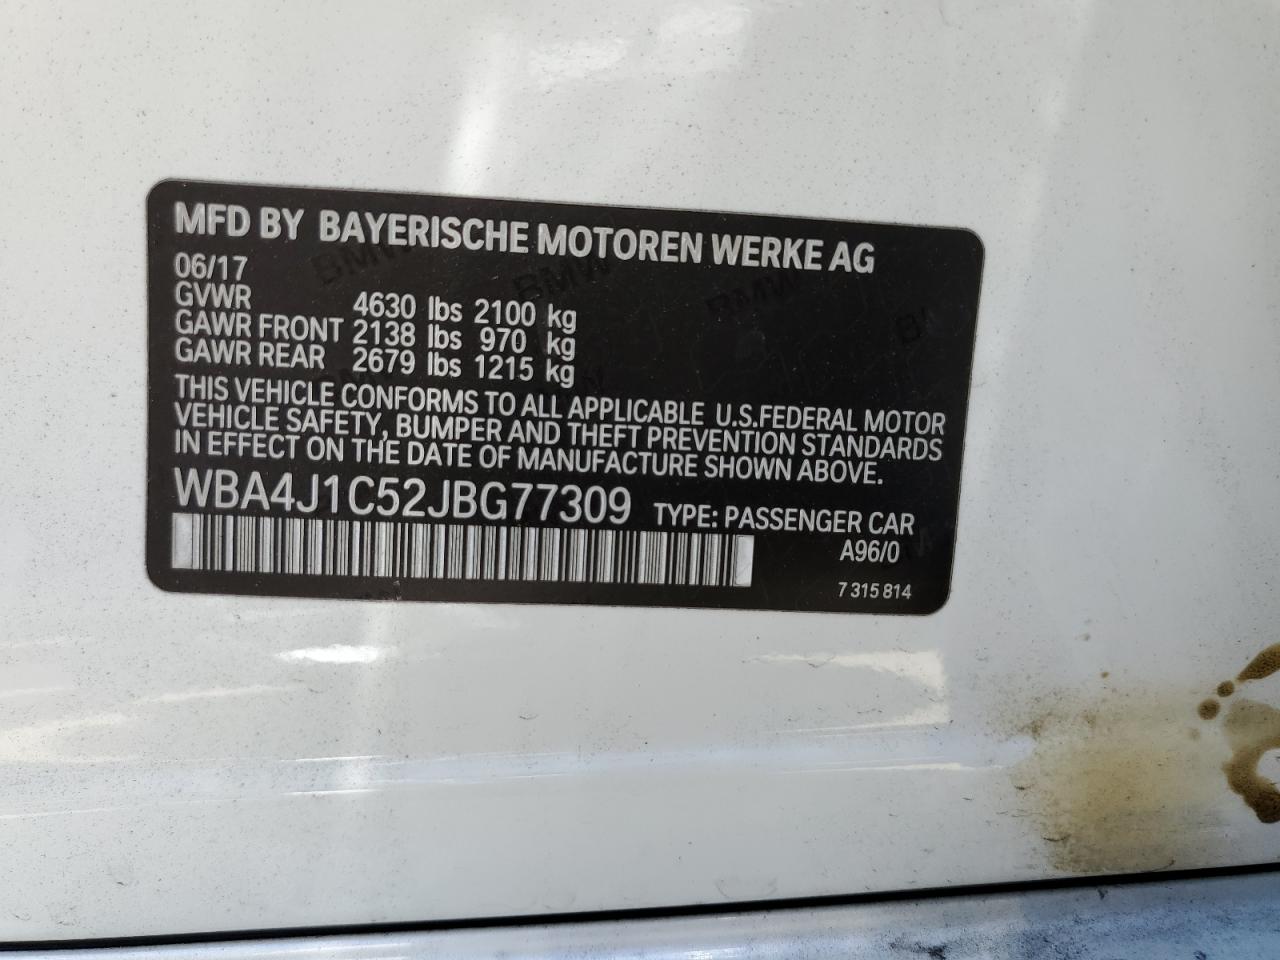 MFD BY BAYERISCHE MOTOREN WERKE AG
06/17
GVWR 4630 lbs 2100 kg
GAWR FRONT 2138 lbs 970 kg
GAWR REAR 2679 lbs 1215 kg
THIS VEHICLE CONFORMS TO ALL APPLICABLE U.S.FEDERAL MOTOR
VEHICLE SAFETY, BUMPER AND THEFT PREVENTION STANDARDS
IN EFFECT ON THE DATE OF MANUFACTURE SHOWN ABOVE.
WBA4J1C52JBG77309 TYPE: PASSENGER CAR
A96/0
7 315 814